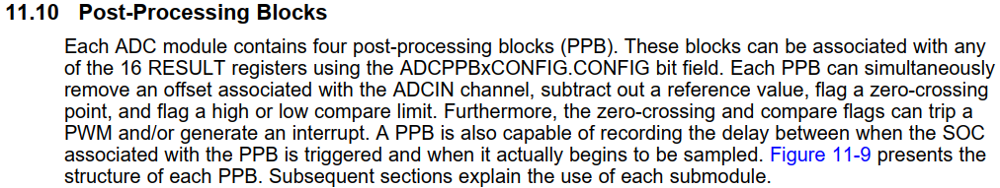 11.10 Post-Processing Blocks
Each ADC module contains four post-processing blocks (PPB). These blocks can be associated with any
of the 16 RESULT registers using the ADCPPBxCONFIG.CONFIG bit field. Each PPB can simultaneously
remove an offset associated with the ADCIN channel, subtract out a reference value, flag a zero-crossing
point, and flag a high or low compare limit. Furthermore, the zero-crossing and compare flags can trip a
PWM and/or generate an interrupt. A PPB is also capable of recording the delay between when the SOC
associated with the PPB is triggered and when it actually begins to be sampled. Figure 11-9 presents the
structure of each PPB. Subsequent sections explain the use of each submodule.